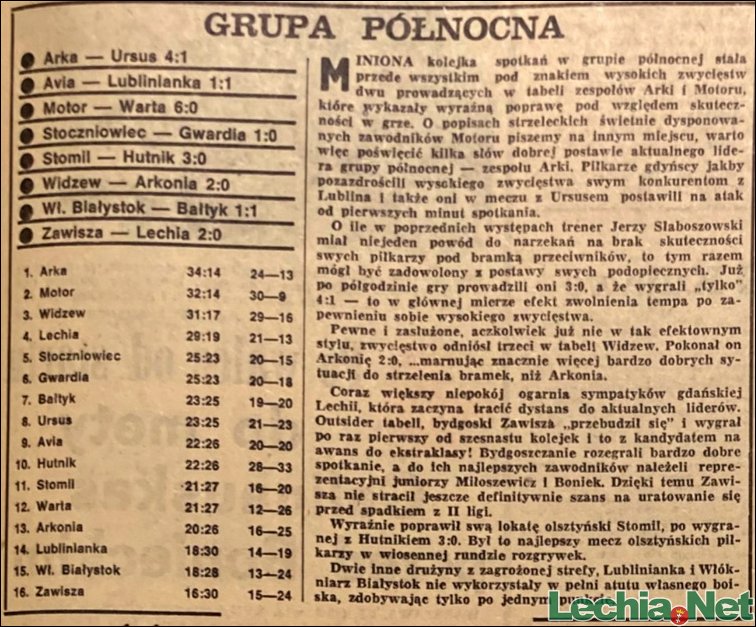 GRUPA PÓŁNOCNA
Arka — Ursus 4:1
Avia — Lublinianka 1:1
Motor — Warta 6:0
Stoczniowiec — Gwardia 1:0
Stomil — Hutnik 3:0
Widzew — Arkonia 2:0
Wł. Białystok — Bałtyk 1:1
Zawisza — Lechia 2:0
1. Arka 34:14 24—13
2. Motor 32:14 30—9
3. Widzew 31:17 29—16
4. Lechia 29:19 21—13
5. Stoczniowiec 25:23 20—15
6. Gwardia 25:23 20—18
7. Bałtyk 23:25 19—20
8. Ursus 23:25 21—23
9. Avia 22:26 20—20
10. Hutnik 22:26 28—33
11. Stomil 21:27 16—20
12. Warta 21:27 12—26
13. Arkonia 20:26 16—25
14. Lublinianka 18:30 14—19
15. Wł. Białystok 18:28 13—24
16. Zawisza 16:30 15—24
MINIONA kolejka spotkań w grupie północnej stała
przede wszystkim pod znakiem wysokich zwycięstw
dwu prowadzących w tabeli zespołów Arki i Motoru,
które wykazały wyraźną poprawę pod względem skutecz-
ności w grze. O popisach strzeleckich świetnie dysponowa-
nych zawodników Motoru piszemy na innym miejscu, warto
więc poświęcić kilka słów dobrej postawie aktualnego lide-
ra grupy północnej — zespołu Arki. Piłkarze gdyńscy jakby
pozazdrościli wysokiego zwycięstwa swym konkurentom z
Lublina i także oni w meczu z Ursusem postawili na atak
od pierwszych minut spotkania.
O ile w poprzednich występach trener Jerzy Słaboszowski
miał niejeden powód do narzekań na brak skuteczności
swych piłkarzy pod bramką przeciwników, to tym razem
mógł być zadowolony z postawy swych podopiecznych. Już
po półgodzinie gry prowadzili oni 3:0, a że wygrali „tylko"
4:1 — to w głównej mierze efekt zwolnienia tempa po za-
pewnieniu sobie wysokiego zwycięstwa.
Pewne i zasłużone, aczkolwiek już nie w tak efektownym
stylu, zwycięstwo odniósł trzeci w tabeli Widzew. Pokonał on
Arkonię 2:0, ...marnując znacznie więcej bardzo dobrych sy-
tuacji do strzelenia bramek, niż Arkonia.
Coraz większy niepokój ogarnia sympatyków gdańskiej
Lechii, która zaczyna tracić dystans do aktualnych liderów.
Outsider tabeli, bydgoski Zawisza „przebudził się" i wygrał
po raz pierwszy od szesnastu kolejek i to z kandydatem na
awans do ekstraklasy! Bydgoszczanie rozegrali bardzo dobre
spotkanie, a do ich najlepszych zawodników należeli repre-
zentacyjni juniorzy Miłoszewicz i Boniek. Dzięki temu Zawi-
sza nie stracił jeszcze definitywnie szans na uratowanie się
przed spadkiem z II ligi.
Wyraźnie poprawił swą lokatę olsztyński Stomil, po wygra-
nej z Hutnikiem 3:0. Był to najlepszy mecz olsztyńskich pił-
karzy w wiosennej rundzie rozgrywek.
Dwie inne drużyny z zagrożonej strefy, Lublinianka i Włók-
niarz Białystok nie wykorzystały w pełni atutu własnego boi-
ska, zdobywając tylko po jednym punkcie.
Lechia.Net